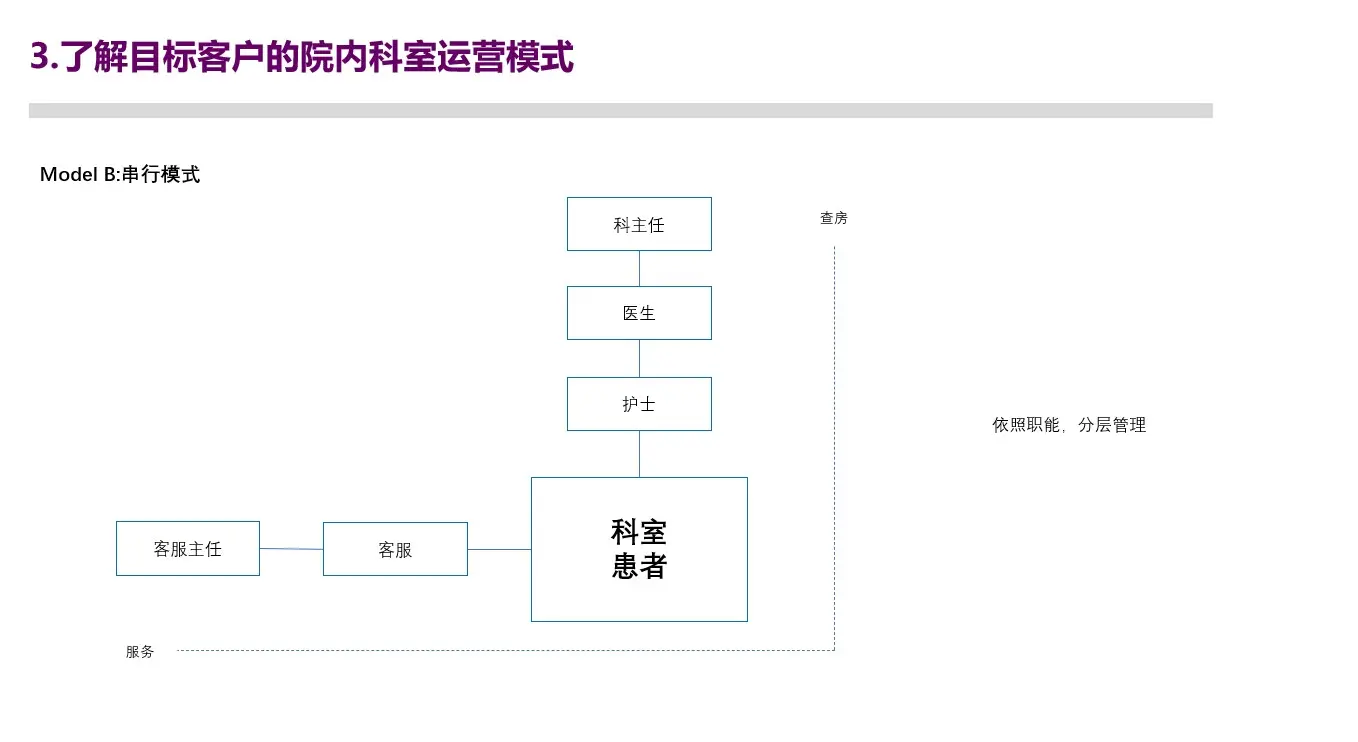 3.了解目标客户的院内科室运营模式
Model B:串行模式
科主任
查房
医生
护士
依照职能，分层管理
科室
患者
客服主任
客服
服务